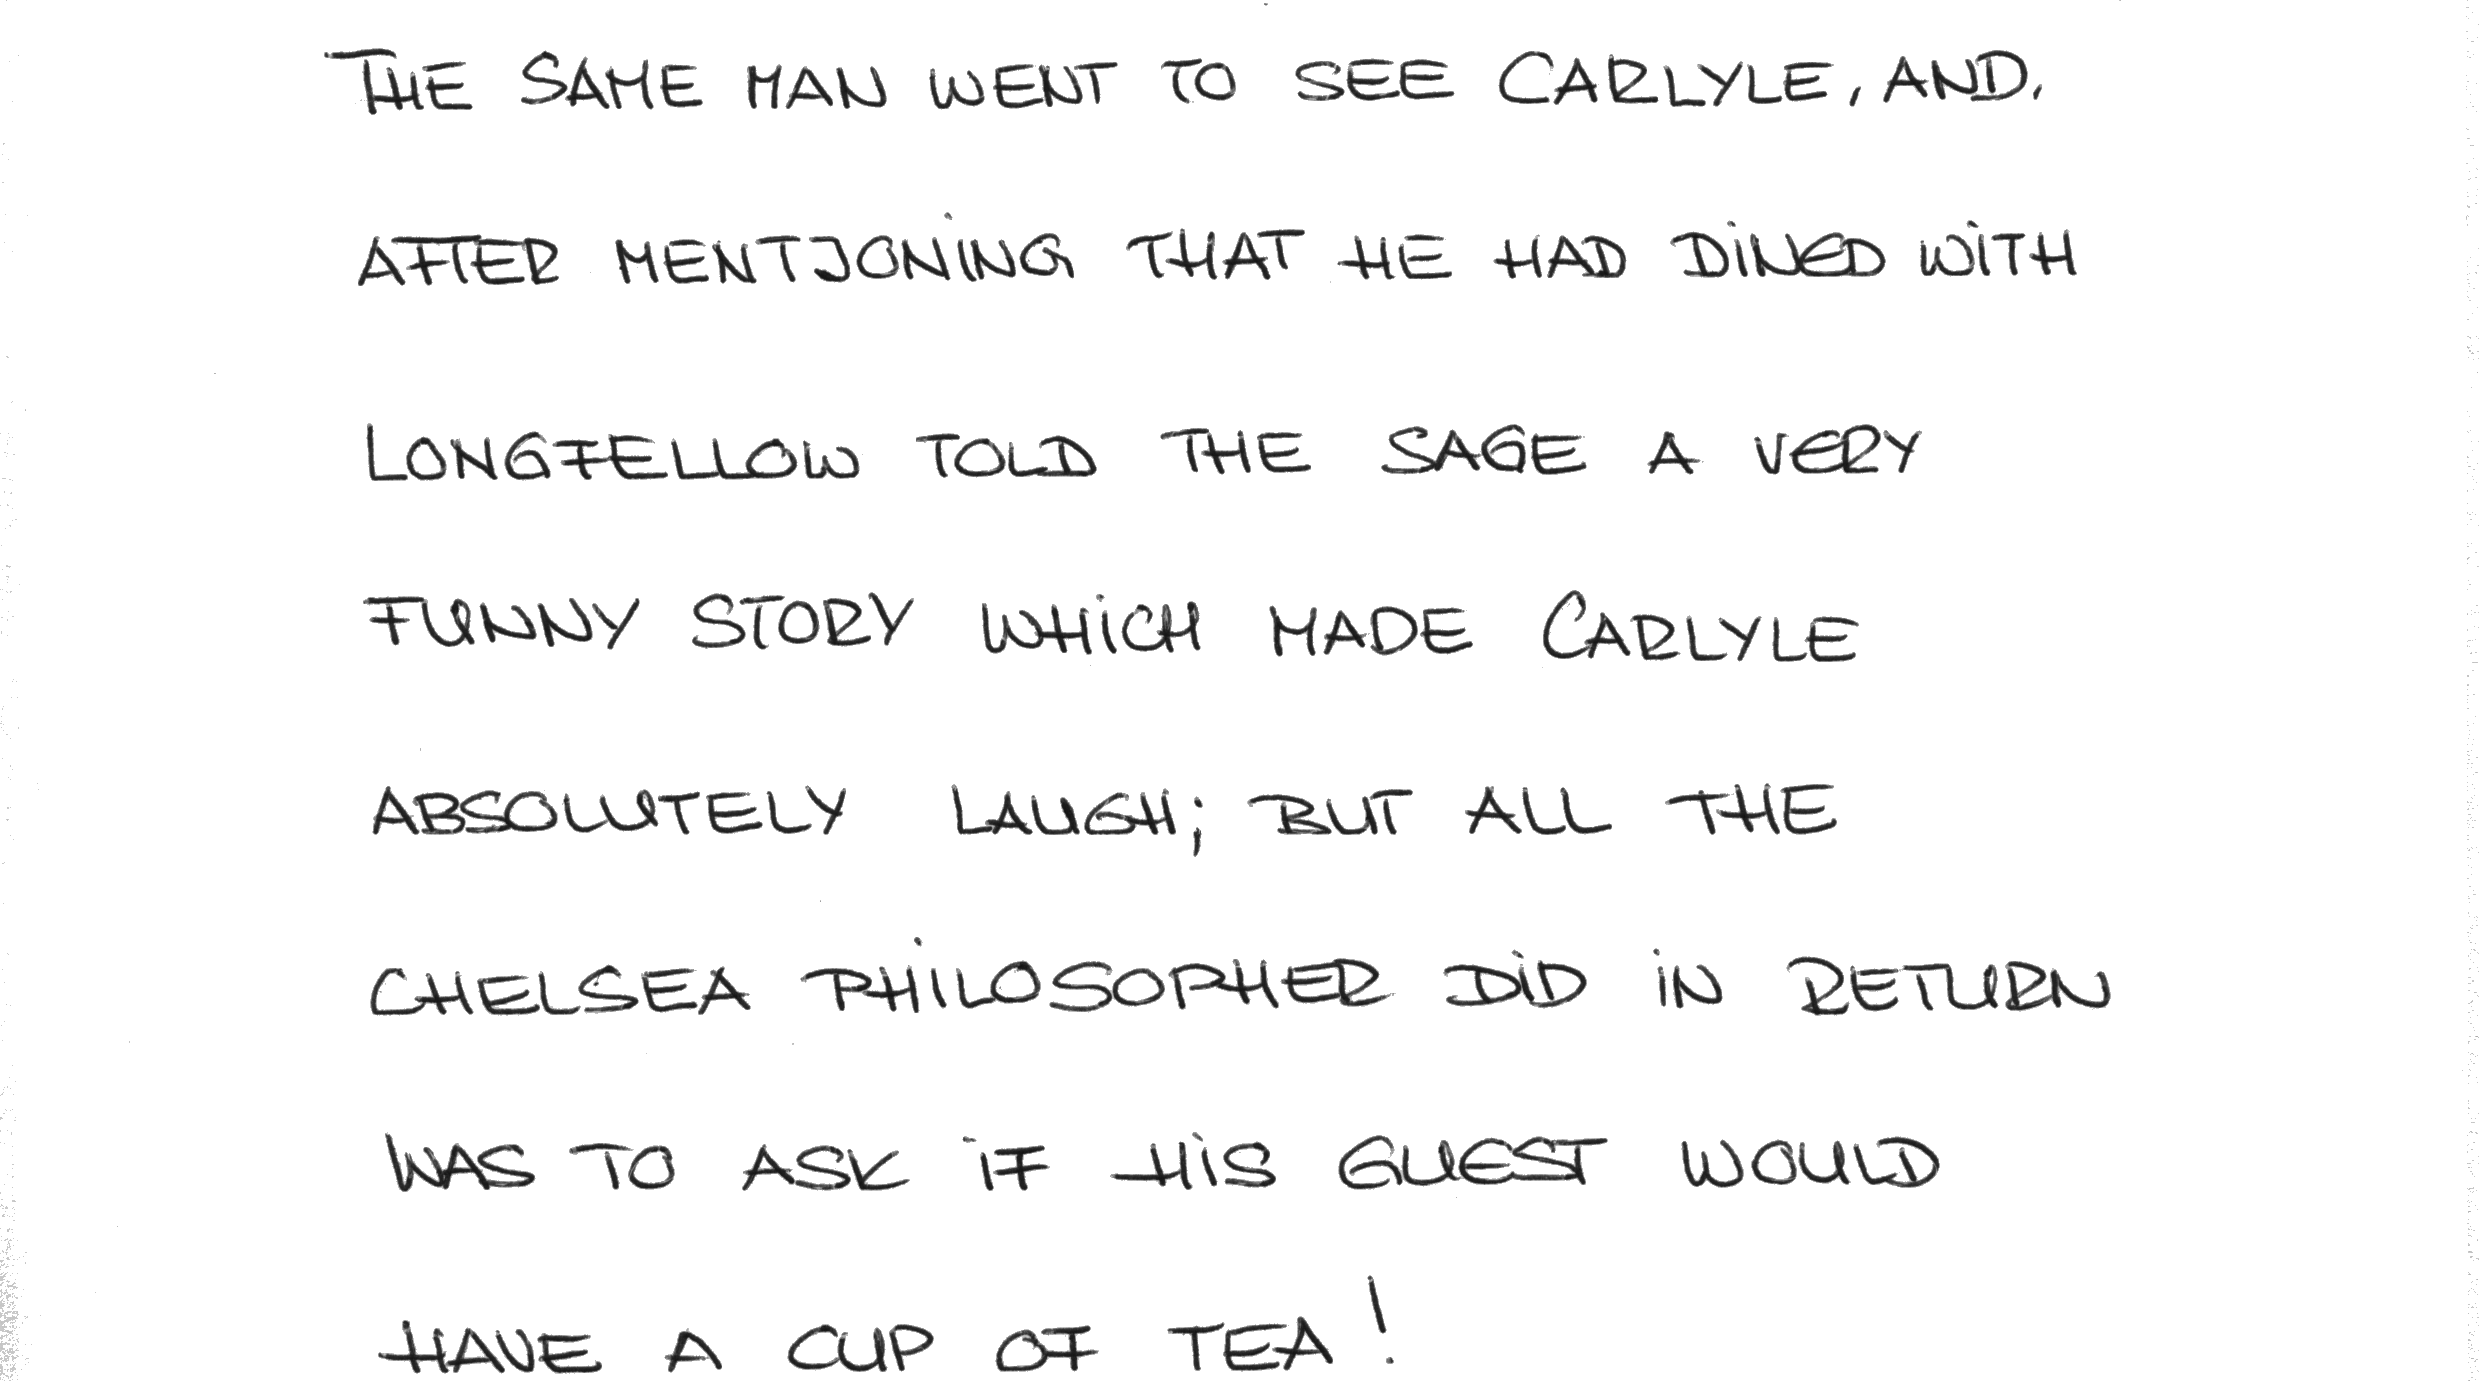 THE SAME MAN WENT TO SEE CARLYLE, AND,
AFTER MENTJONING THAT HE HAD DINED WITH
LONGFELLOW TOLD THE SAGE A VERY
FUNNY STORY WHICH MADE CARLYLE
ABSOLUTELY LAUGH; BUT ALL THE
CHELSEA PHILOSOPHER DID IN RETURN
WAS TO ASK IF HIS GUEST WOULD
HAVE A CUP OF TEA!